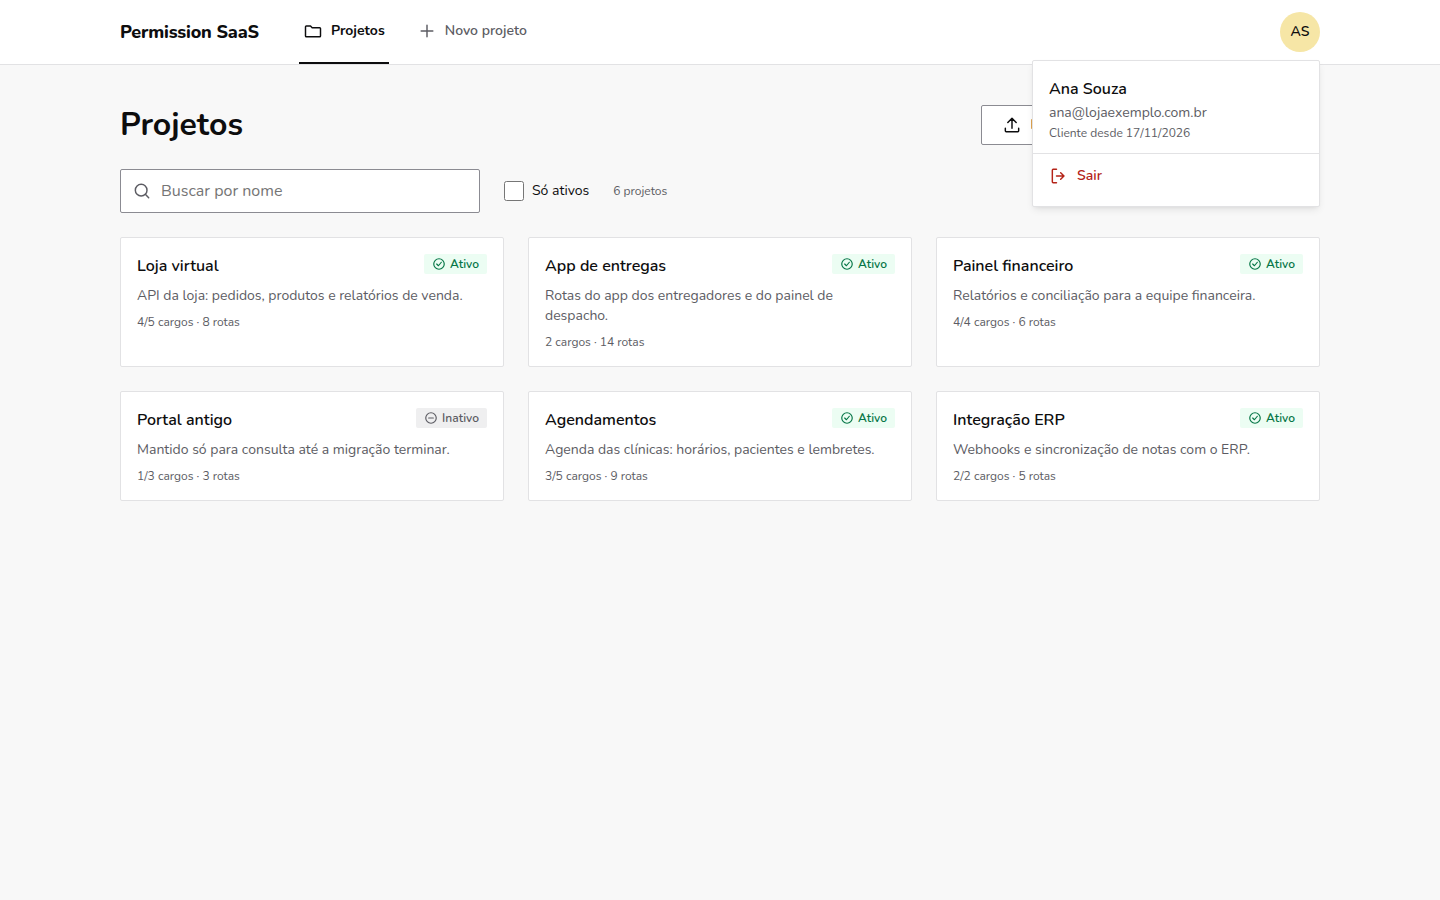 Permission SaaS
Projetos
Novo projeto
AS
Ana Souza
ana@lojaexemplo.com.br
Cliente desde 17/11/2026
Sair
Projetos
Buscar por nome
Só ativos
6 projetos
Loja virtual
Ativo
API da loja: pedidos, produtos e relatórios de venda.
4/5 cargos · 8 rotas
App de entregas
Ativo
Rotas do app dos entregadores e do painel de
despacho.
2 cargos · 14 rotas
Painel financeiro
Ativo
Relatórios e conciliação para a equipe financeira.
4/4 cargos · 6 rotas
Portal antigo
Inativo
Mantido só para consulta até a migração terminar.
1/3 cargos · 3 rotas
Agendamentos
Ativo
Agenda das clínicas: horários, pacientes e lembretes.
3/5 cargos · 9 rotas
Integração ERP
Ativo
Webhooks e sincronização de notas com o ERP.
2/2 cargos · 5 rotas